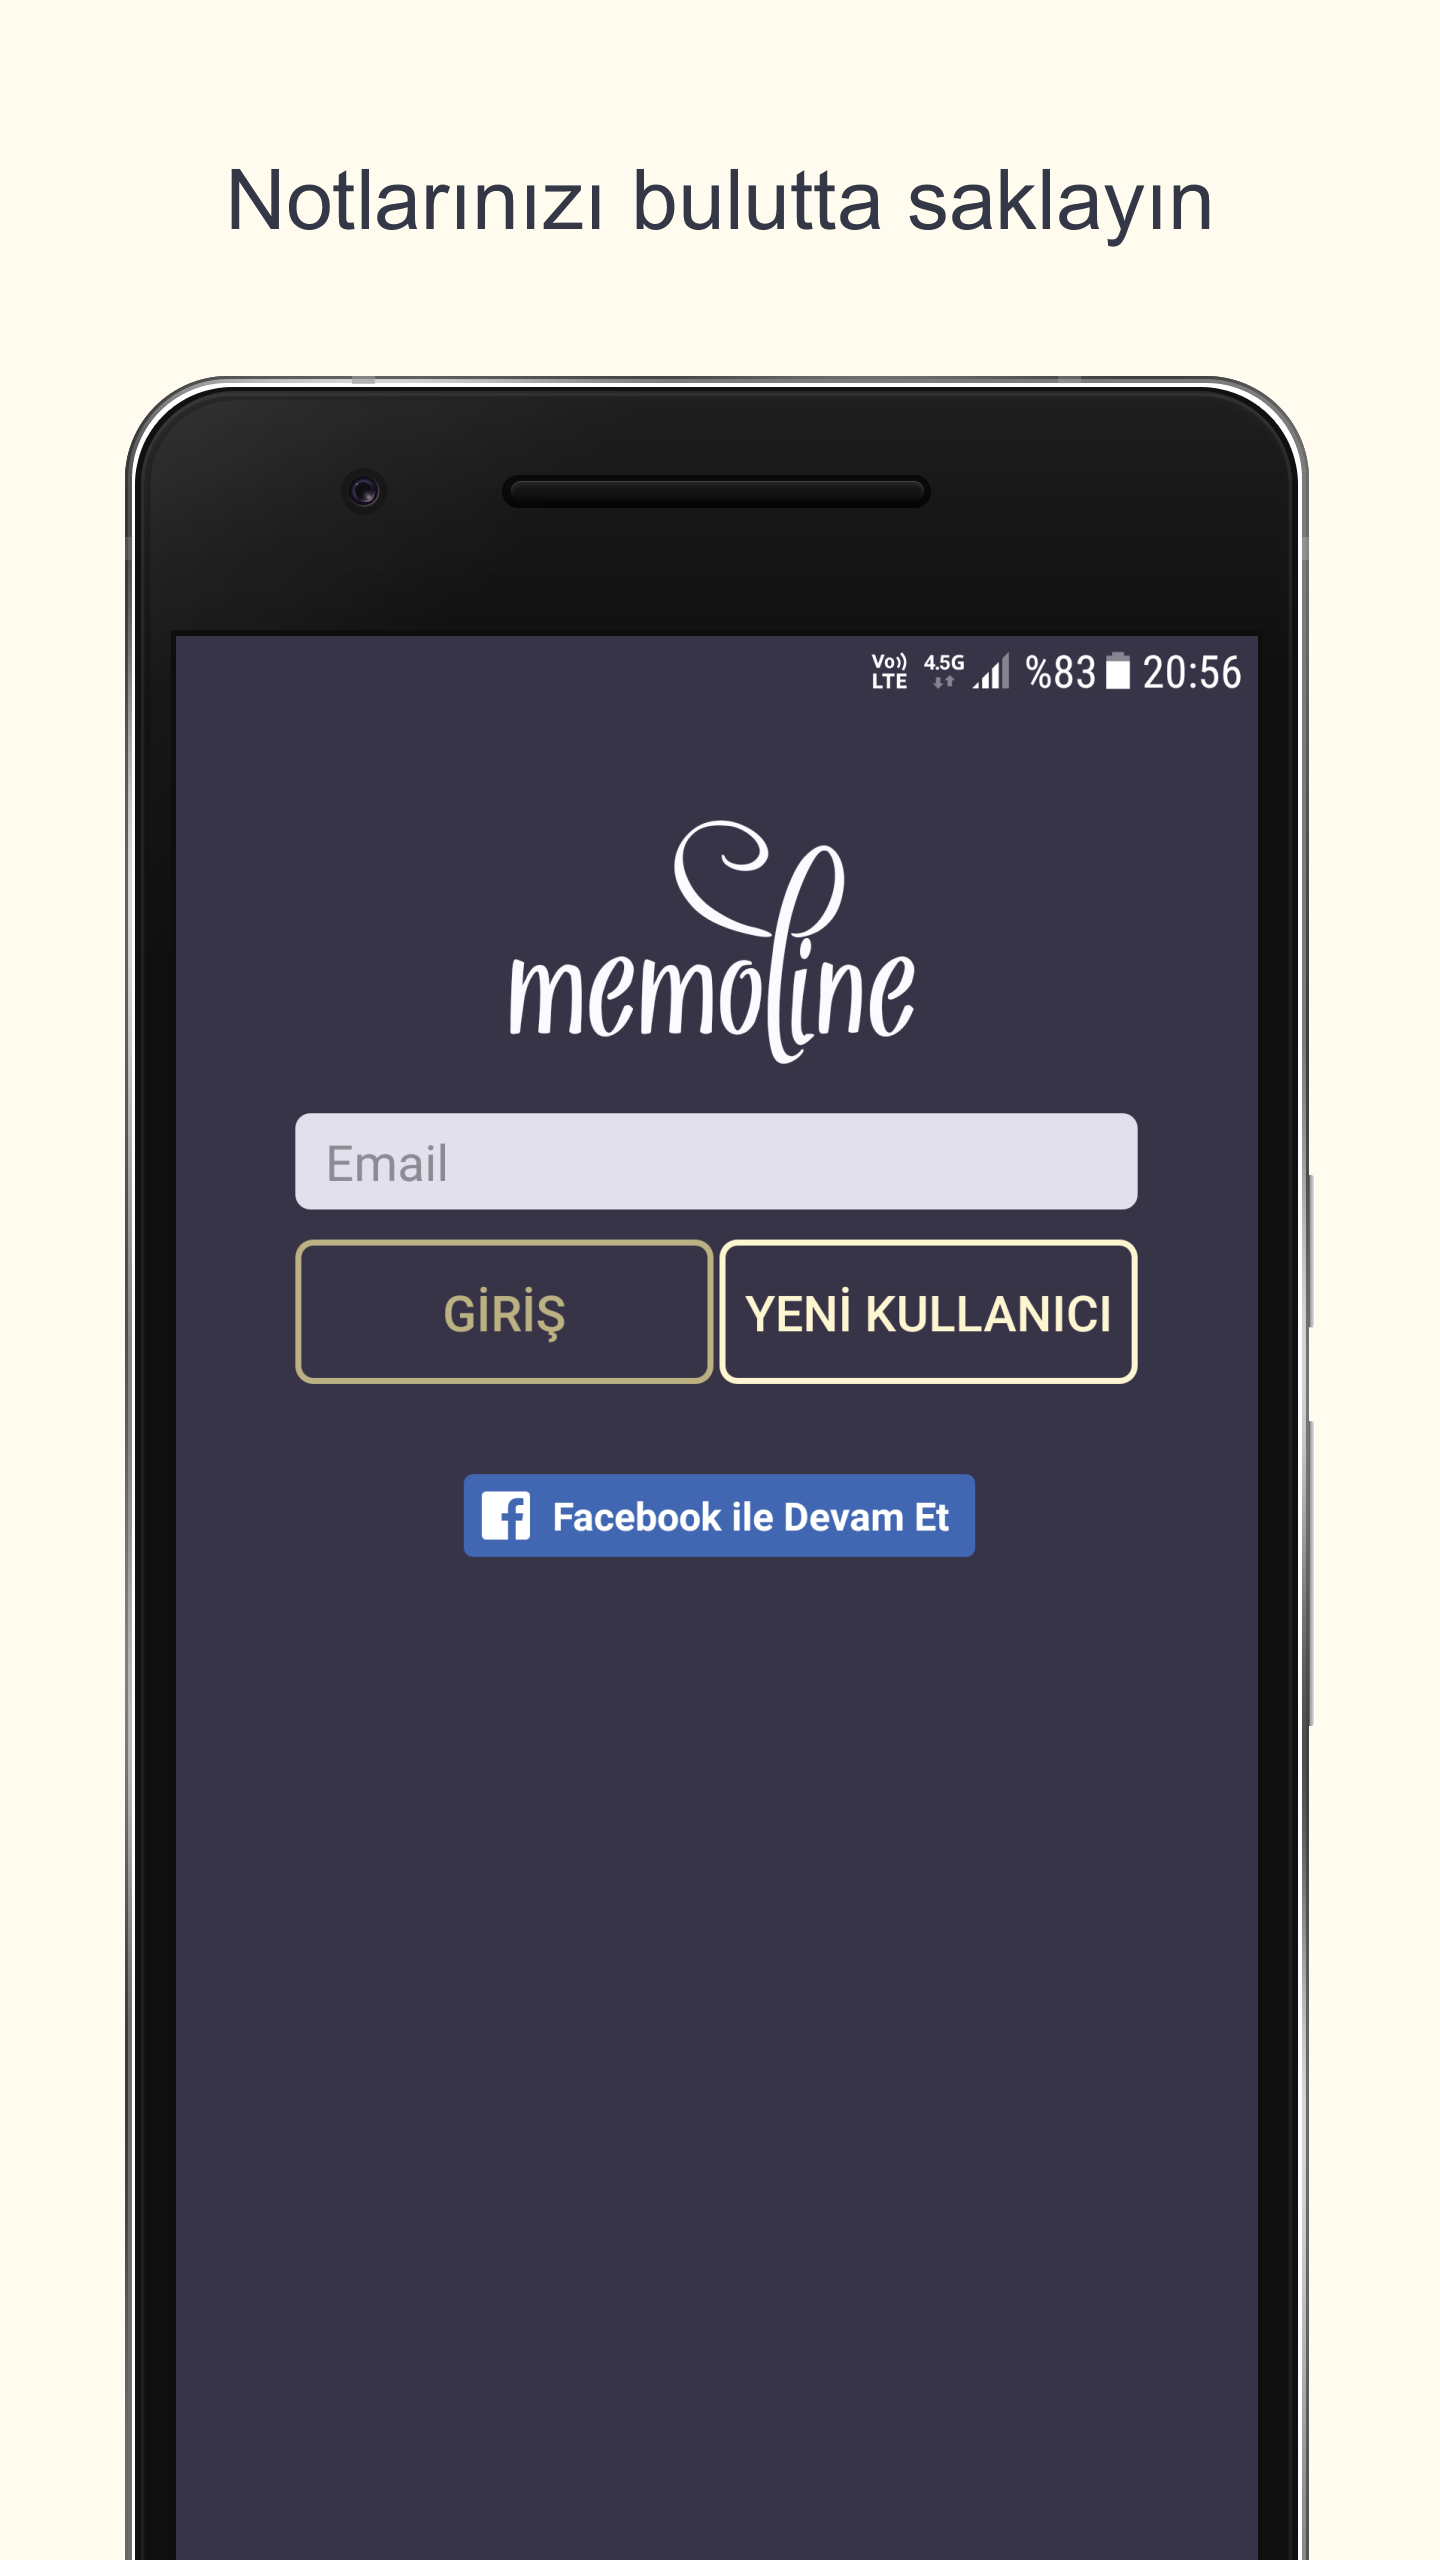 Notlarınızı bulutta saklayın
Vo)) LTE 4.5G %83 20:56
memoline
Email
GİRİŞ YENİ KULLANICI
Facebook ile Devam Et